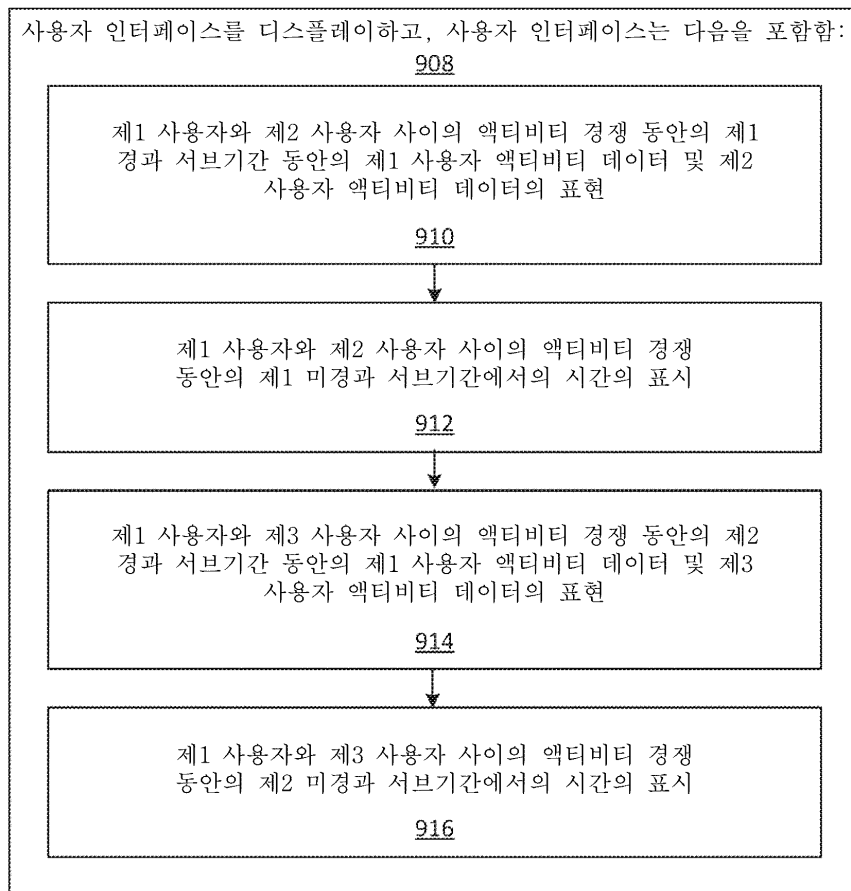 사용자 인터페이스를 디스플레이하고, 사용자 인터페이스는 다음을 포함함:
908
제1 사용자와 제2 사용자 사이의 액티비티 경쟁 동안의 제1
경과 서브기간 동안의 제1 사용자 액티비티 데이터 및 제2
사용자 액티비티 데이터의 표현
910
제1 사용자와 제2 사용자 사이의 액티비티 경쟁
동안의 제1 미경과 서브기간에서의 시간의 표시
912
제1 사용자와 제3 사용자 사이의 액티비티 경쟁 동안의 제2
경과 서브기간 동안의 제1 사용자 액티비티 데이터 및 제3
사용자 액티비티 데이터의 표현
914
제1 사용자와 제3 사용자 사이의 액티비티 경쟁
동안의 제2 미경과 서브기간에서의 시간의 표시
916